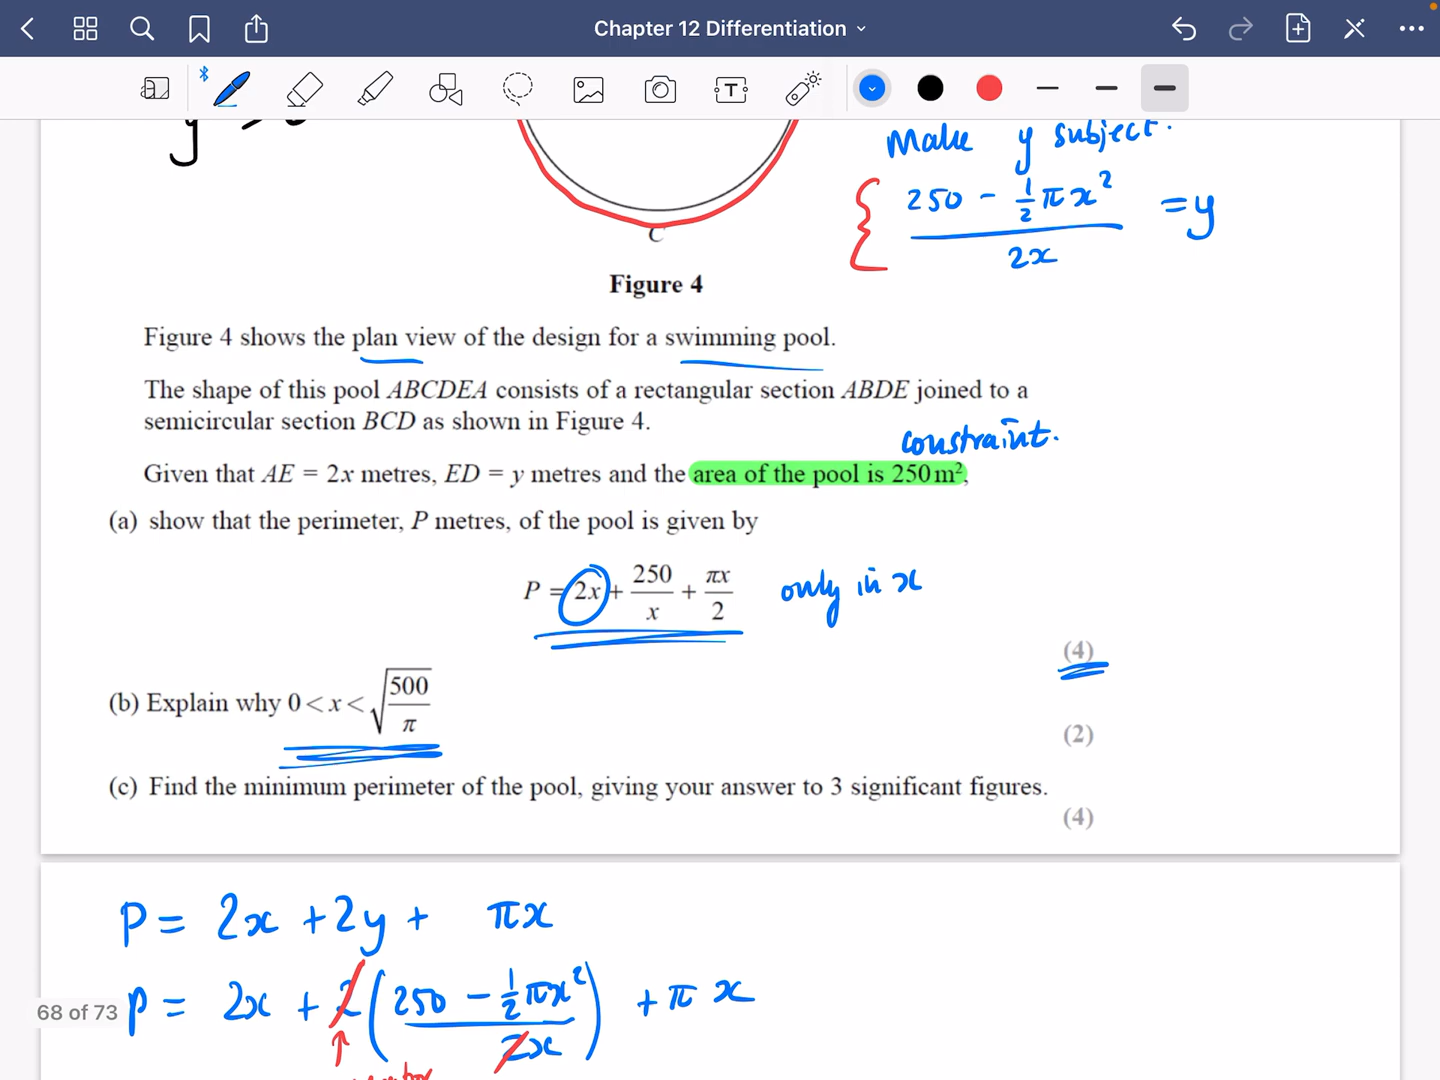 Chapter 12 Differentiation
T
y >
C
Make y subject.
250 - 1/2 πx² / 2x = y
Figure 4
Figure 4 shows the plan view of the design for a swimming pool.
The shape of this pool ABCDEA consists of a rectangular section ABDE joined to a
semicircular section BCD as shown in Figure 4.
constraint.
Given that AE = 2x metres, ED = y metres and the area of the pool is 250 m²,
(a) show that the perimeter, P metres, of the pool is given by
P = 2x + 250/x + πx/2 only in x
(4)
(b) Explain why 0 < x < √(500/π)
(2)
(c) Find the minimum perimeter of the pool, giving your answer to 3 significant figures.
(4)
P = 2x + 2y + πx
68 of 73
P = 2x + 2(250 - 1/2 πx² / 2x) + πx